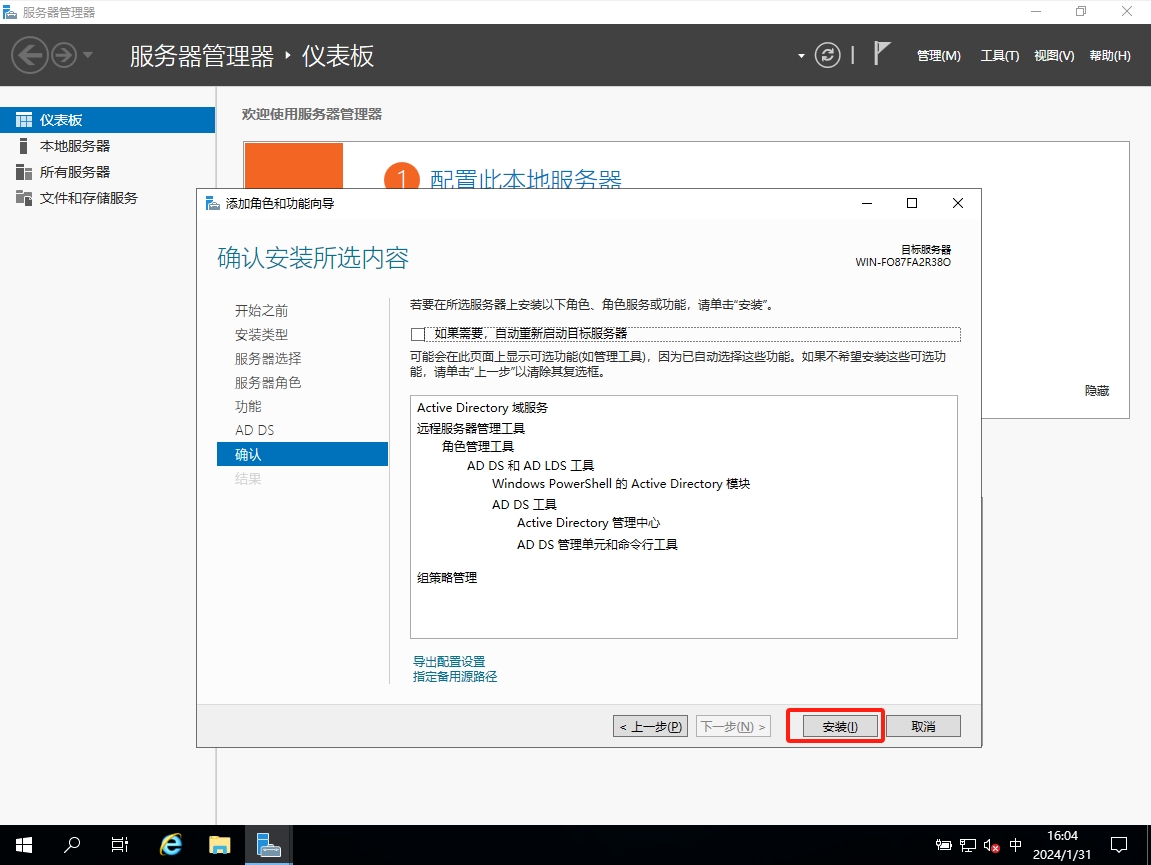 服务器管理器
服务器管理器 ‣ 仪表板
管理(M) 工具(T) 视图(V) 帮助(H)
仪表板
本地服务器
所有服务器
文件和存储服务
欢迎使用服务器管理器
1 配置此本地服务器
隐藏
添加角色和功能向导
确认安装所选内容
目标服务器
WIN-FO87FA2R38O
开始之前
安装类型
服务器选择
服务器角色
功能
AD DS
确认
结果
若要在所选服务器上安装以下角色、角色服务或功能，请单击“安装”。
如果需要，自动重新启动目标服务器
可能会在此页面上显示可选功能(如管理工具)，因为已自动选择这些功能。如果不希望安装这些可选功
能，请单击“上一步”以清除其复选框。
Active Directory 域服务
远程服务器管理工具
角色管理工具
AD DS 和 AD LDS 工具
Windows PowerShell 的 Active Directory 模块
AD DS 工具
Active Directory 管理中心
AD DS 管理单元和命令行工具
组策略管理
导出配置设置
指定备用源路径
< 上一步(P) 下一步(N) > 安装(I) 取消
中
16:04
2024/1/31